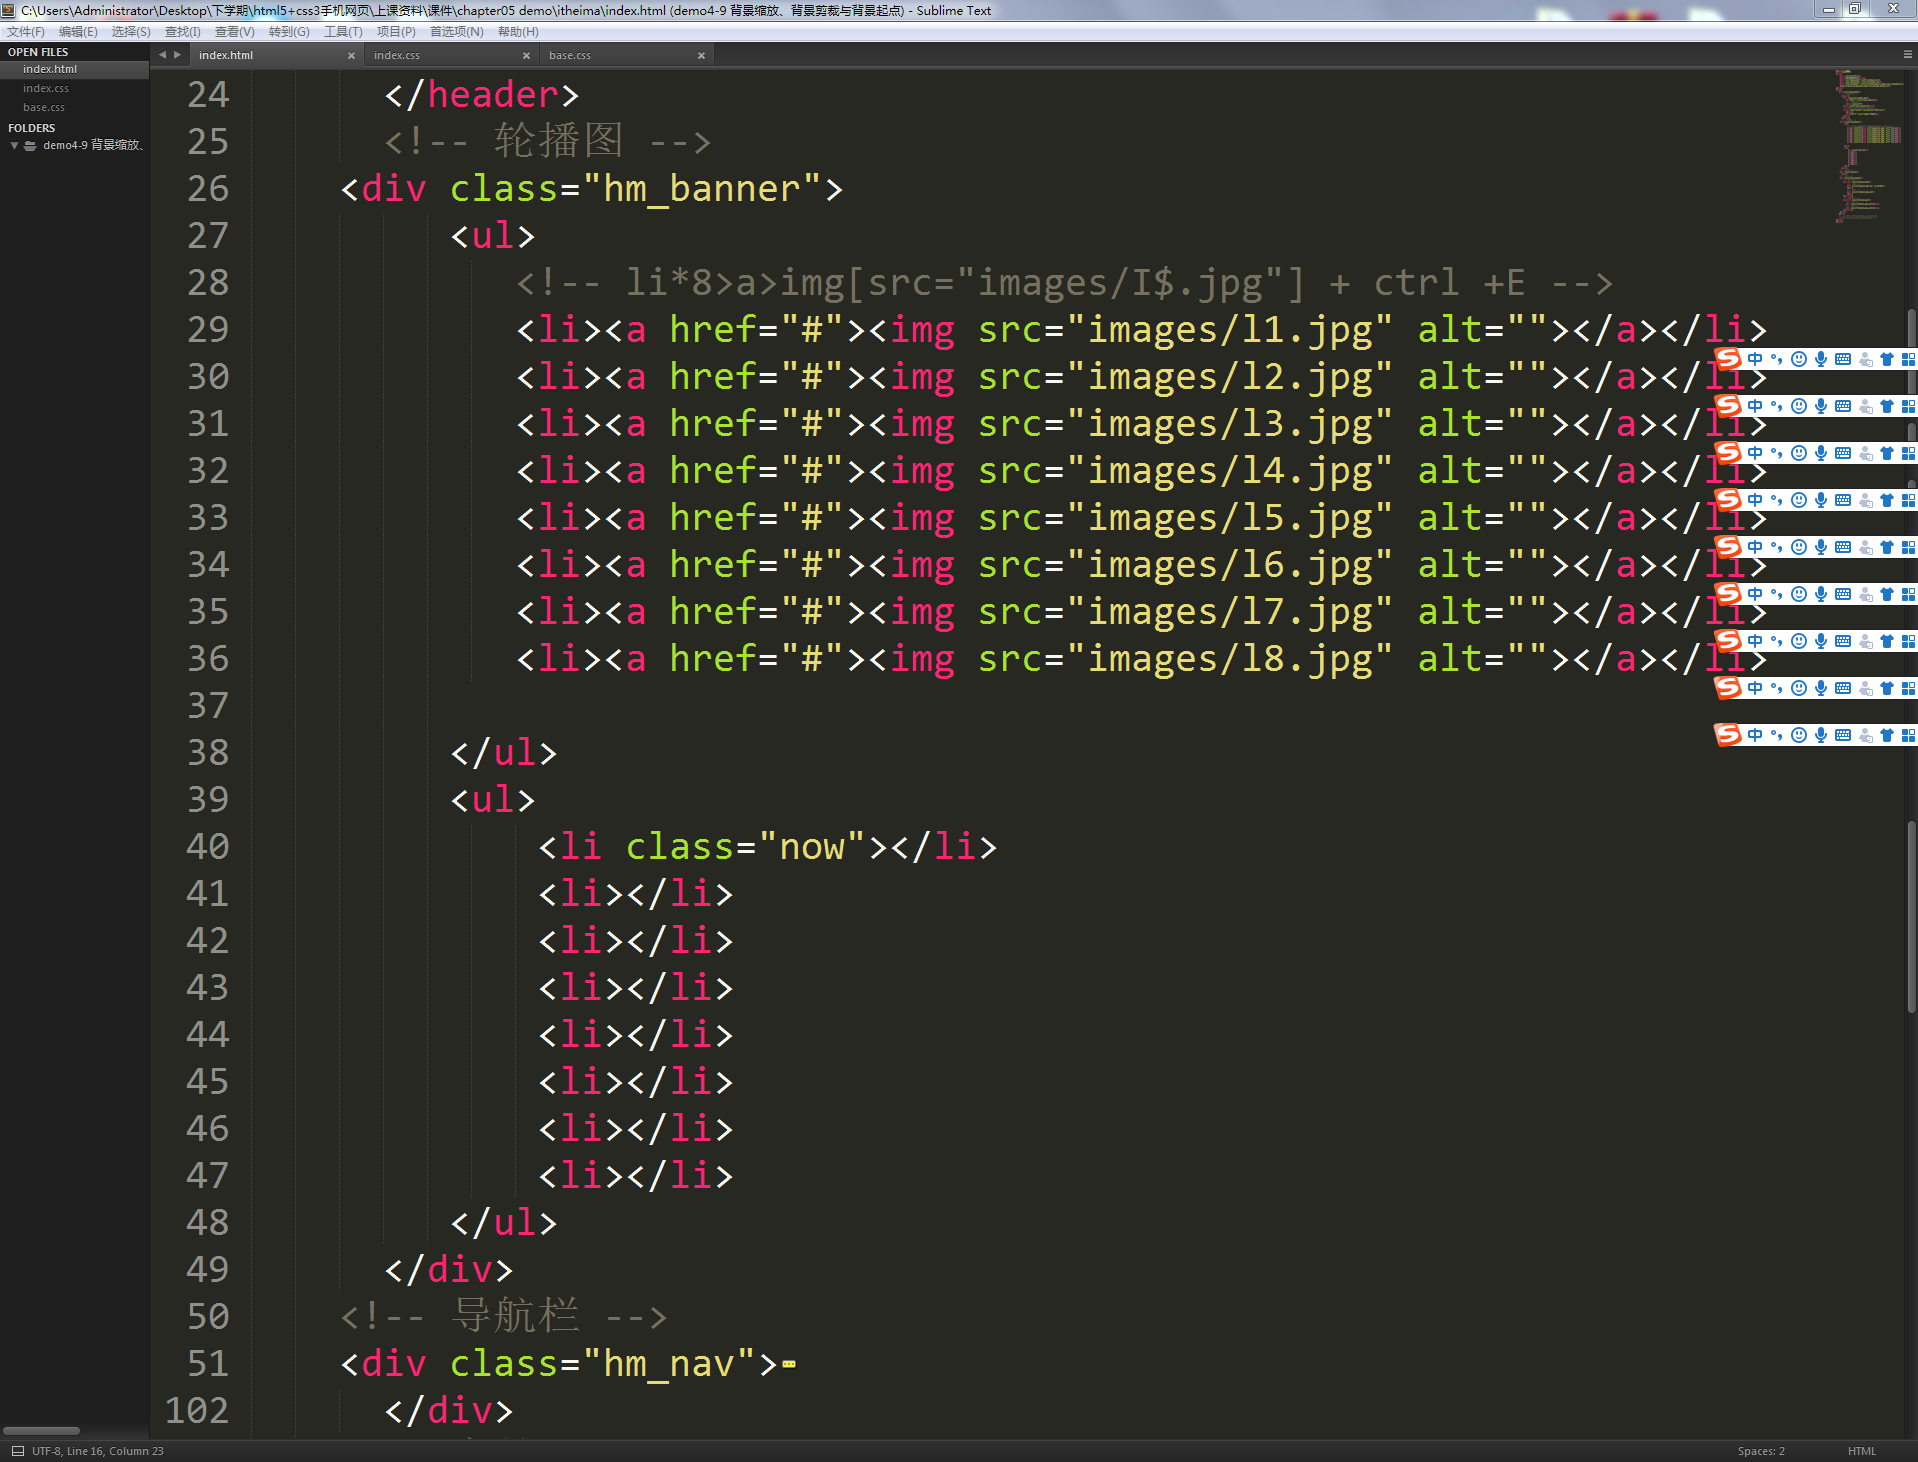 C:\Users\Administrator\Desktop\下学期\html5+css3手机网页\上课资料\课件\chapter05 demo\itheima\index.html (demo4-9 背景缩放、背景剪裁与背景起点) - Sublime Text
文件(F) 编辑(E) 选择(S) 查找(I) 查看(V) 转到(G) 工具(T) 项目(P) 首选项(N) 帮助(H)
OPEN FILES
index.html
index.css
base.css
FOLDERS
demo4-9 背景缩放、
index.html index.css base.css
24 </header>
25 <!-- 轮播图 -->
26 <div class="hm_banner">
27 <ul>
28 <!-- li*8>a>img[src="images/I$.jpg"] + ctrl +E -->
29 <li><a href="#"><img src="images/l1.jpg" alt=""></a></li>
中
30 <li><a href="#"><img src="images/l2.jpg" alt=""></a></li>
中
31 <li><a href="#"><img src="images/l3.jpg" alt=""></a></li>
中
32 <li><a href="#"><img src="images/l4.jpg" alt=""></a></li>
中
33 <li><a href="#"><img src="images/l5.jpg" alt=""></a></li>
中
34 <li><a href="#"><img src="images/l6.jpg" alt=""></a></li>
中
35 <li><a href="#"><img src="images/l7.jpg" alt=""></a></li>
中
36 <li><a href="#"><img src="images/l8.jpg" alt=""></a></li>
中
37
中
38 </ul>
39 <ul>
40 <li class="now"></li>
41 <li></li>
42 <li></li>
43 <li></li>
44 <li></li>
45 <li></li>
46 <li></li>
47 <li></li>
48 </ul>
49 </div>
50 <!-- 导航栏 -->
51 <div class="hm_nav">
102 </div>
UTF-8, Line 16, Column 23
Spaces: 2 HTML